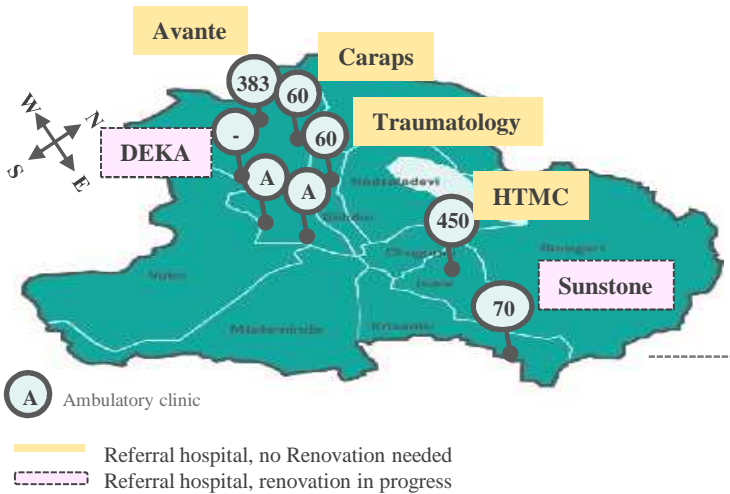 Avante
Caraps
383
60
W
N
Traumatology
-
60
DEKA
S
E
A
A
Nadzaladevi
HTMC
450
Sunstone
70
A
Ambulatory clinic
Referral hospital, no Renovation needed
Referral hospital, renovation in progress